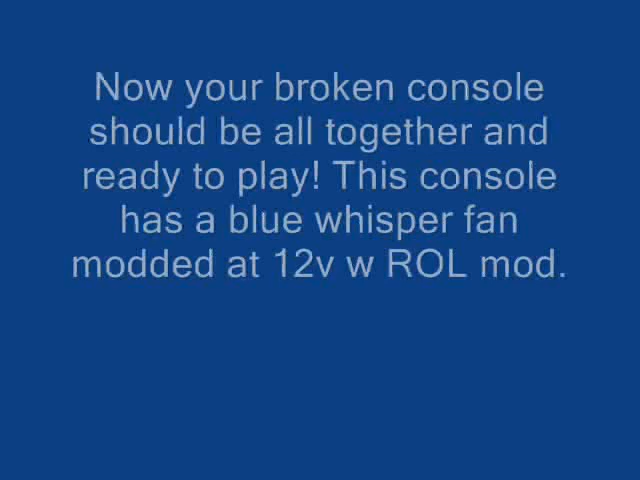 Now your broken console
should be all together and
ready to play! This console
has a blue whisper fan
modded at 12v w ROL mod.